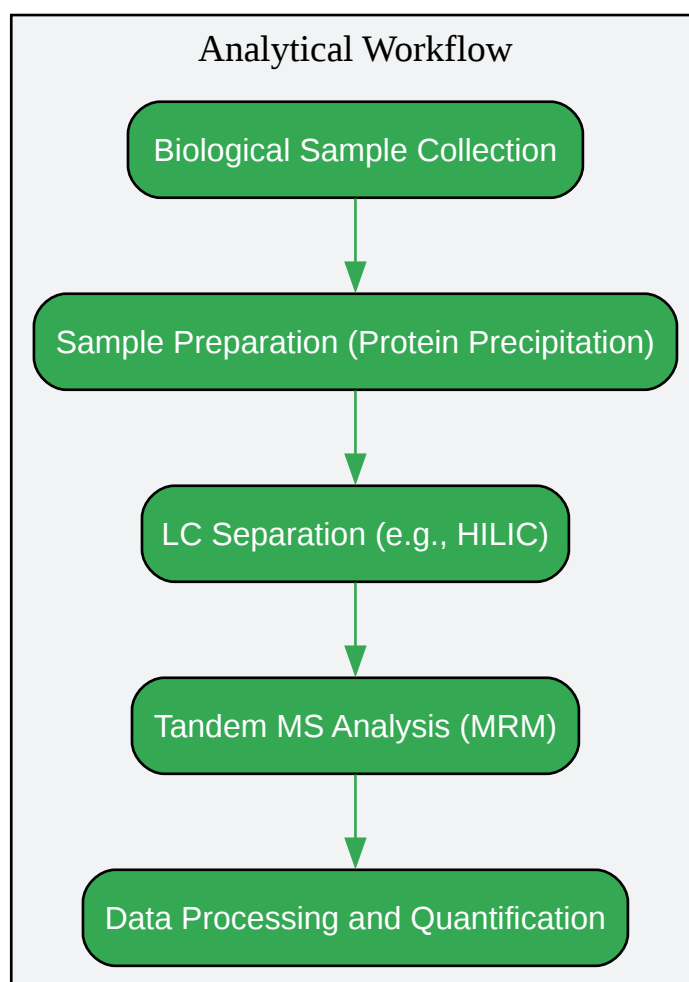 Analytical Workflow
Biological Sample Collection
Sample Preparation (Protein Precipitation)
LC Separation (e.g., HILIC)
Tandem MS Analysis (MRM)
Data Processing and Quantification